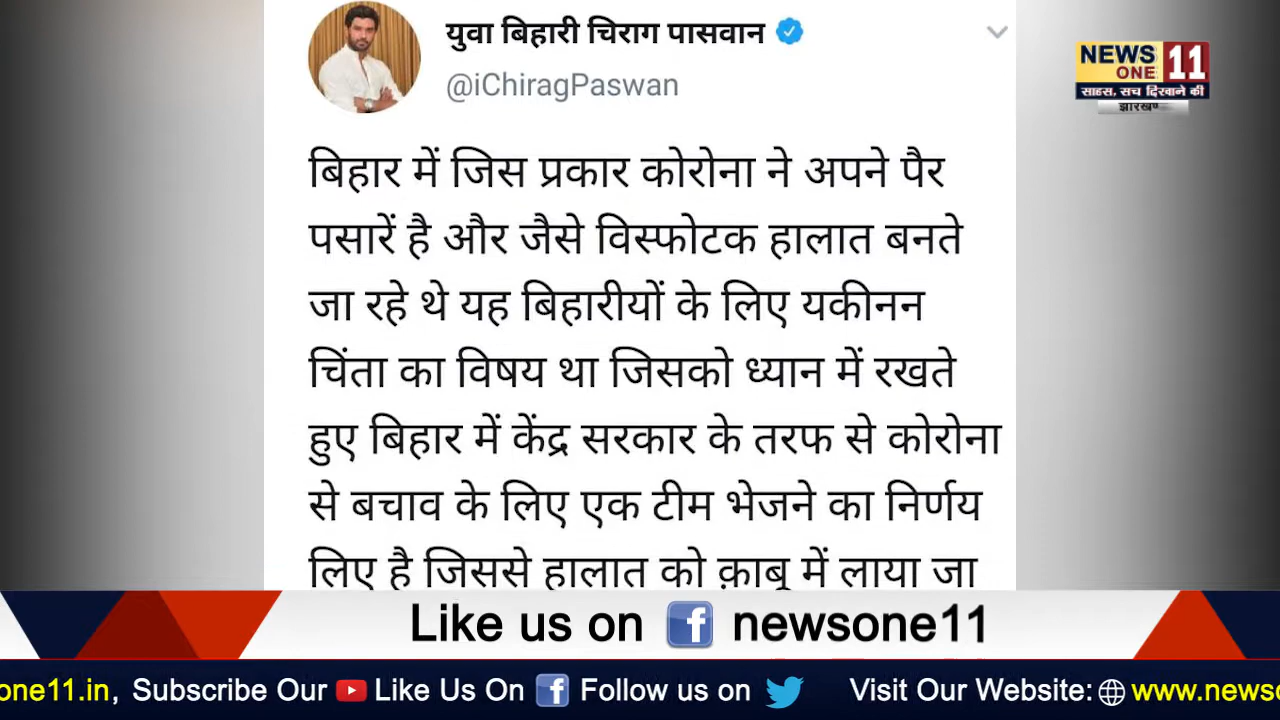 युवा बिहारी चिराग पासवान
@iChiragPaswan
NEWS
ONE 11
साहस, सच दिखाने की
बिहार में जिस प्रकार कोरोना ने अपने पैर
पसारें है और जैसे विस्फोटक हालात बनते
जा रहे थे यह बिहारीयों के लिए यकीनन
चिंता का विषय था जिसको ध्यान में रखते
हुए बिहार में केंद्र सरकार के तरफ से कोरोना
से बचाव के लिए एक टीम भेजने का निर्णय
लिए है जिससे हालात को क़ाबू में लाया जा
Like us on newsone11
one11.in, Subscribe Our Like Us On Follow us on Visit Our Website: www.newso